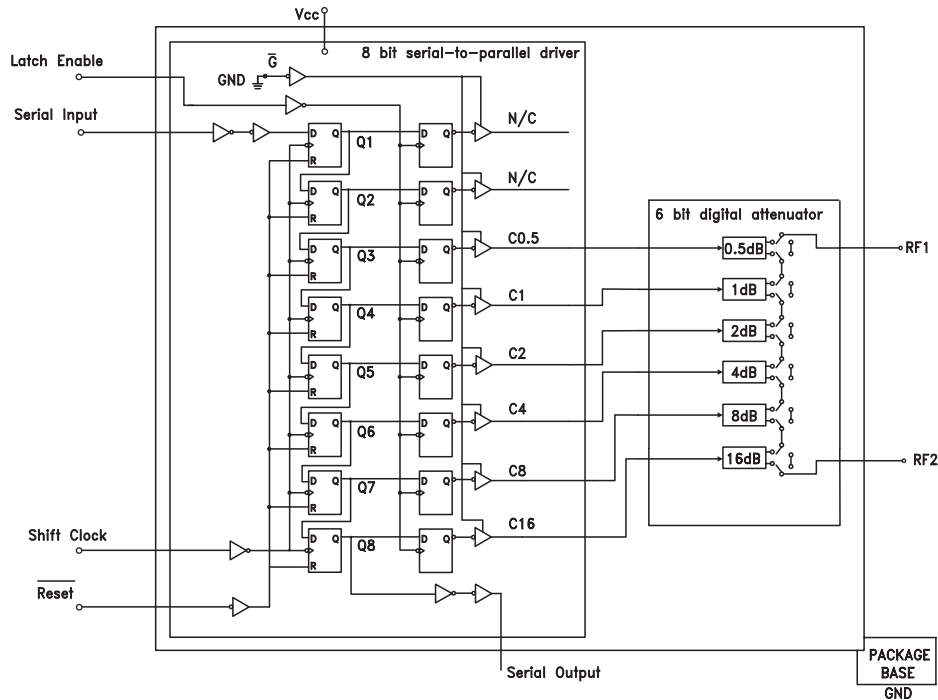 Vcc
8 bit serial-to-parallel driver
G
GND
Latch Enable
Serial Input
D Q
R
Q1
D Q
N/C
D Q
R
Q2
D Q
N/C
6 bit digital attenuator
D Q
R
Q3
D Q
C0.5
0.5dB
RF1
D Q
R
Q4
D Q
C1
1dB
D Q
R
Q5
D Q
C2
2dB
D Q
R
Q6
D Q
C4
4dB
D Q
R
Q7
D Q
C8
8dB
D Q
R
Q8
D Q
C16
16dB
RF2
Shift Clock
Reset
Serial Output
PACKAGE
BASE
GND